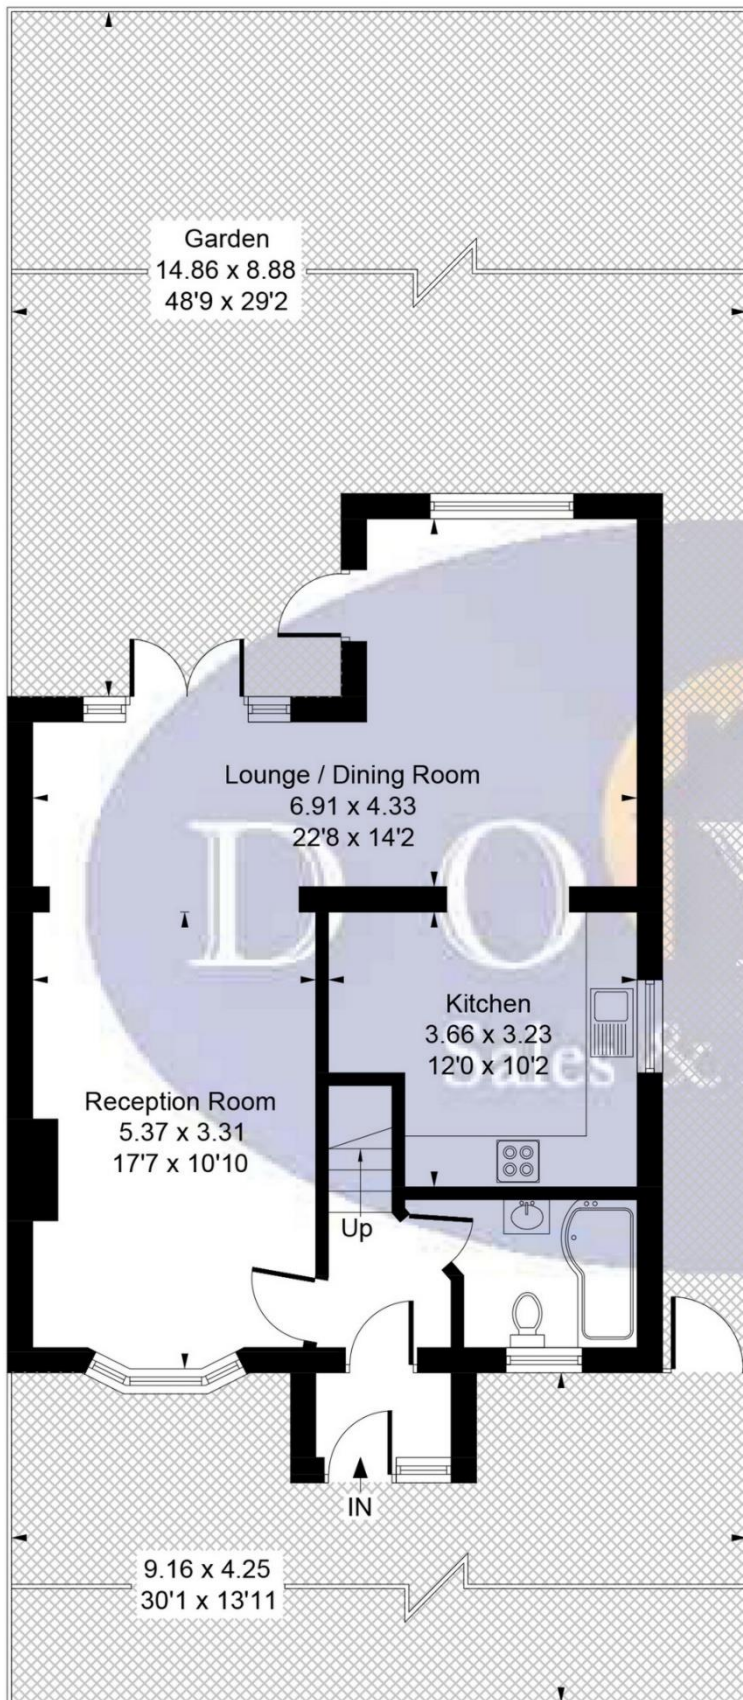 Garden
14.86 x 8.88
48'9 x 29'2
Lounge / Dining Room
6.91 x 4.33
22'8 x 14'2
D O
Kitchen
3.66 x 3.23
12'0 x 10'2
Sales &
Reception Room
5.37 x 3.31
17'7 x 10'10
Up
IN
9.16 x 4.25
30'1 x 13'11